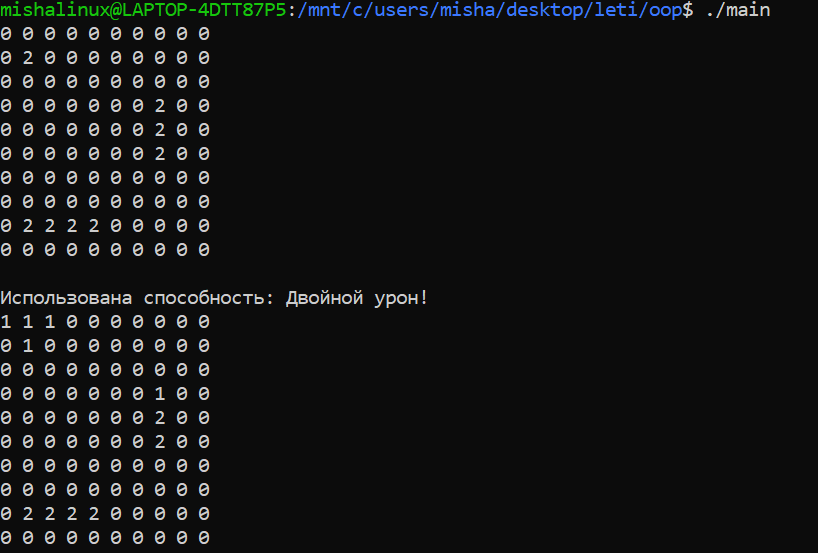 mishalinux@LAPTOP-4DTT87P5:/mnt/c/users/misha/desktop/leti/oop$ ./main
0 0 0 0 0 0 0 0 0 0
0 2 0 0 0 0 0 0 0 0
0 0 0 0 0 0 0 0 0 0
0 0 0 0 0 0 0 2 0 0
0 0 0 0 0 0 0 2 0 0
0 0 0 0 0 0 0 2 0 0
0 0 0 0 0 0 0 0 0 0
0 0 0 0 0 0 0 0 0 0
0 2 2 2 2 0 0 0 0 0
0 0 0 0 0 0 0 0 0 0
Использована способность: Двойной урон!
1 1 1 0 0 0 0 0 0 0
0 1 0 0 0 0 0 0 0 0
0 0 0 0 0 0 0 0 0 0
0 0 0 0 0 0 0 1 0 0
0 0 0 0 0 0 0 2 0 0
0 0 0 0 0 0 0 2 0 0
0 0 0 0 0 0 0 0 0 0
0 0 0 0 0 0 0 0 0 0
0 2 2 2 2 0 0 0 0 0
0 0 0 0 0 0 0 0 0 0